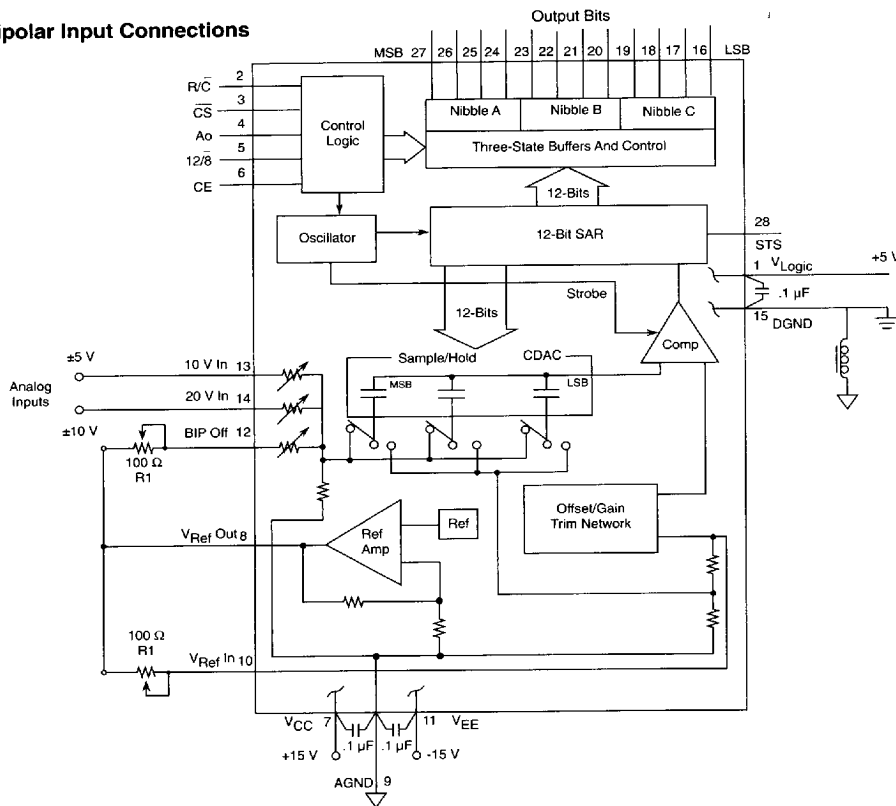 ipolar Input Connections
Output Bits
MSB 27 26 25 24 23 22 21 20 19 18 17 16 LSB
R/C̅ 2
C̅S̅ 3
Ao 4
12/8̅ 5
CE 6
Control Logic
Nibble A Nibble B Nibble C
Three-State Buffers And Control
12-Bits
Oscillator
12-Bit SAR
28
STS
1 VLogic +5 V
.1 µF
15 DGND
Strobe
12-Bits
Comp
Sample/Hold CDAC
MSB LSB
Analog Inputs
±5 V
10 V In 13
20 V In 14
±10 V
BIP Off 12
100 Ω
R1
VRef Out 8
Ref Amp
Ref
Offset/Gain Trim Network
100 Ω
R1
VRef In 10
VCC 7 11 VEE
.1 µF .1 µF
+15 V -15 V
AGND 9